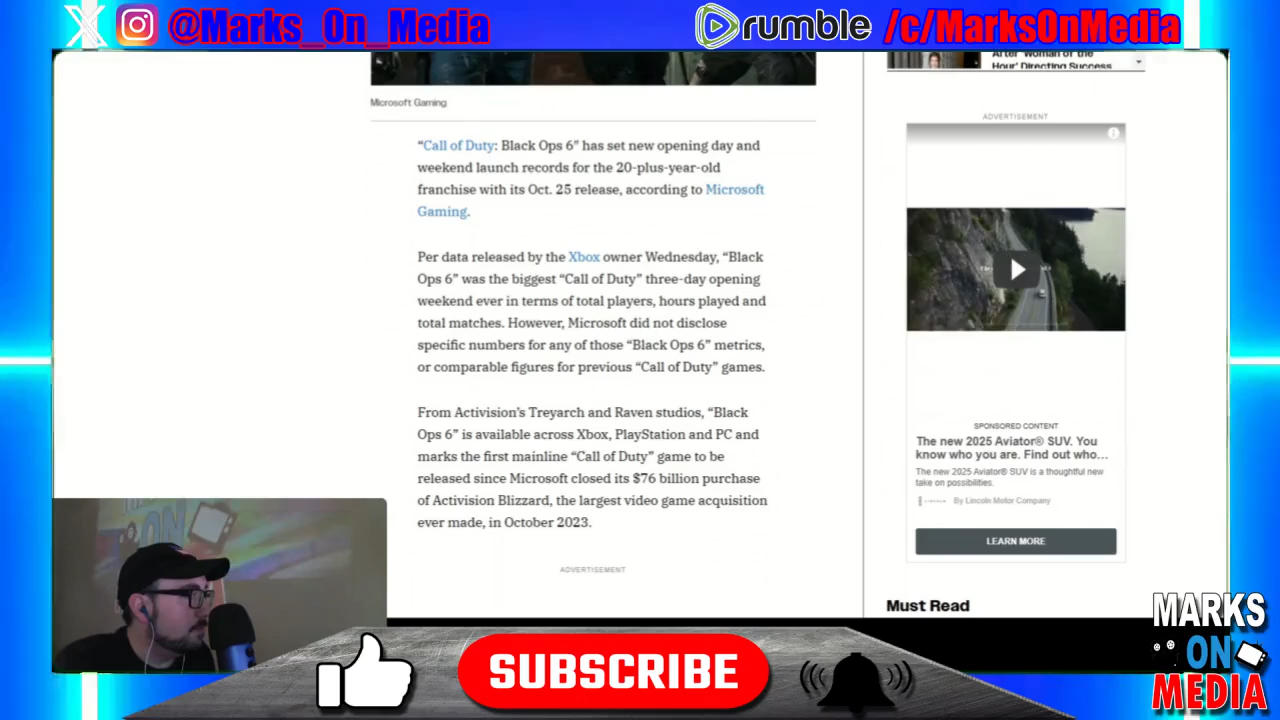 @Marks_On_Media
rumble /c/MarksOnMedia
After 'Woman of the
Hour' Directing Success
Microsoft Gaming
ADVERTISEMENT
"Call of Duty: Black Ops 6" has set new opening day and
weekend launch records for the 20-plus-year-old
franchise with its Oct. 25 release, according to Microsoft
Gaming.
Per data released by the Xbox owner Wednesday, "Black
Ops 6" was the biggest "Call of Duty" three-day opening
weekend ever in terms of total players, hours played and
total matches. However, Microsoft did not disclose
specific numbers for any of those "Black Ops 6" metrics,
or comparable figures for previous "Call of Duty" games.
From Activision's Treyarch and Raven studios, "Black
Ops 6" is available across Xbox, PlayStation and PC and
marks the first mainline "Call of Duty" game to be
released since Microsoft closed its $76 billion purchase
of Activision Blizzard, the largest video game acquisition
ever made, in October 2023.
ADVERTISEMENT
SPONSORED CONTENT
The new 2025 Aviator® SUV. You
know who you are. Find out who...
The new 2025 Aviator® SUV is a thoughtful new
take on possibilities.
By Lincoln Motor Company
LEARN MORE
Must Read
SUBSCRIBE
MARKS
ON
MEDIA